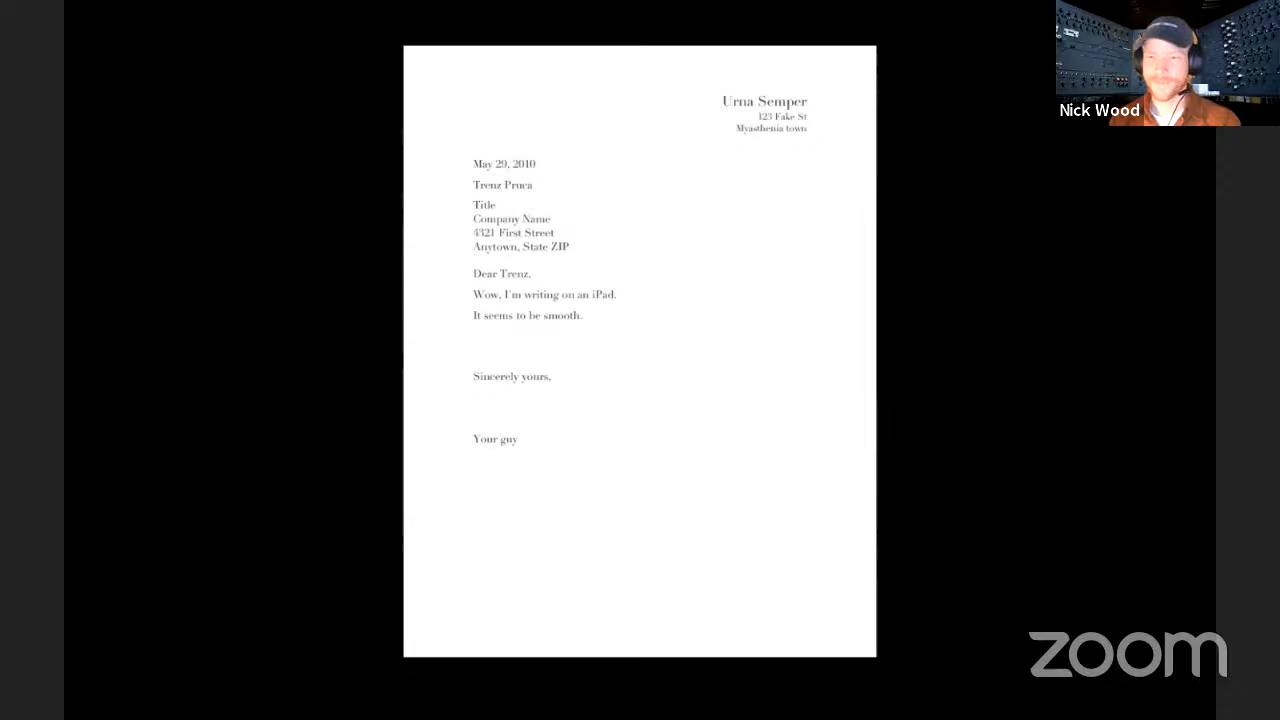 Urna Semper
123 Fake St
Myasthenia town
May 29, 2010
Trenz Pruca
Title
Company Name
4321 First Street
Anytown, State ZIP
Dear Trenz,
Wow, I'm writing on an iPad.
It seems to be smooth.
Sincerely yours,
Your guy
Nick Wood
zoom